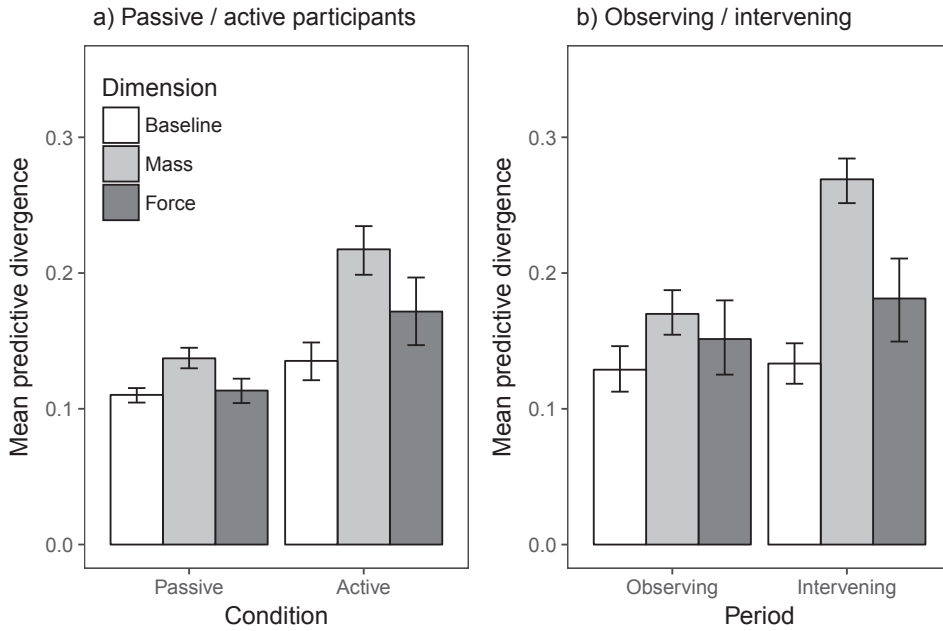 a) Passive / active participants
Mean predictive divergence
0.3
0.2
0.1
0.0
Dimension
Baseline
Mass
Force
Passive
Active
Condition
b) Observing / intervening
Mean predictive divergence
0.3
0.2
0.1
0.0
Observing
Intervening
Period